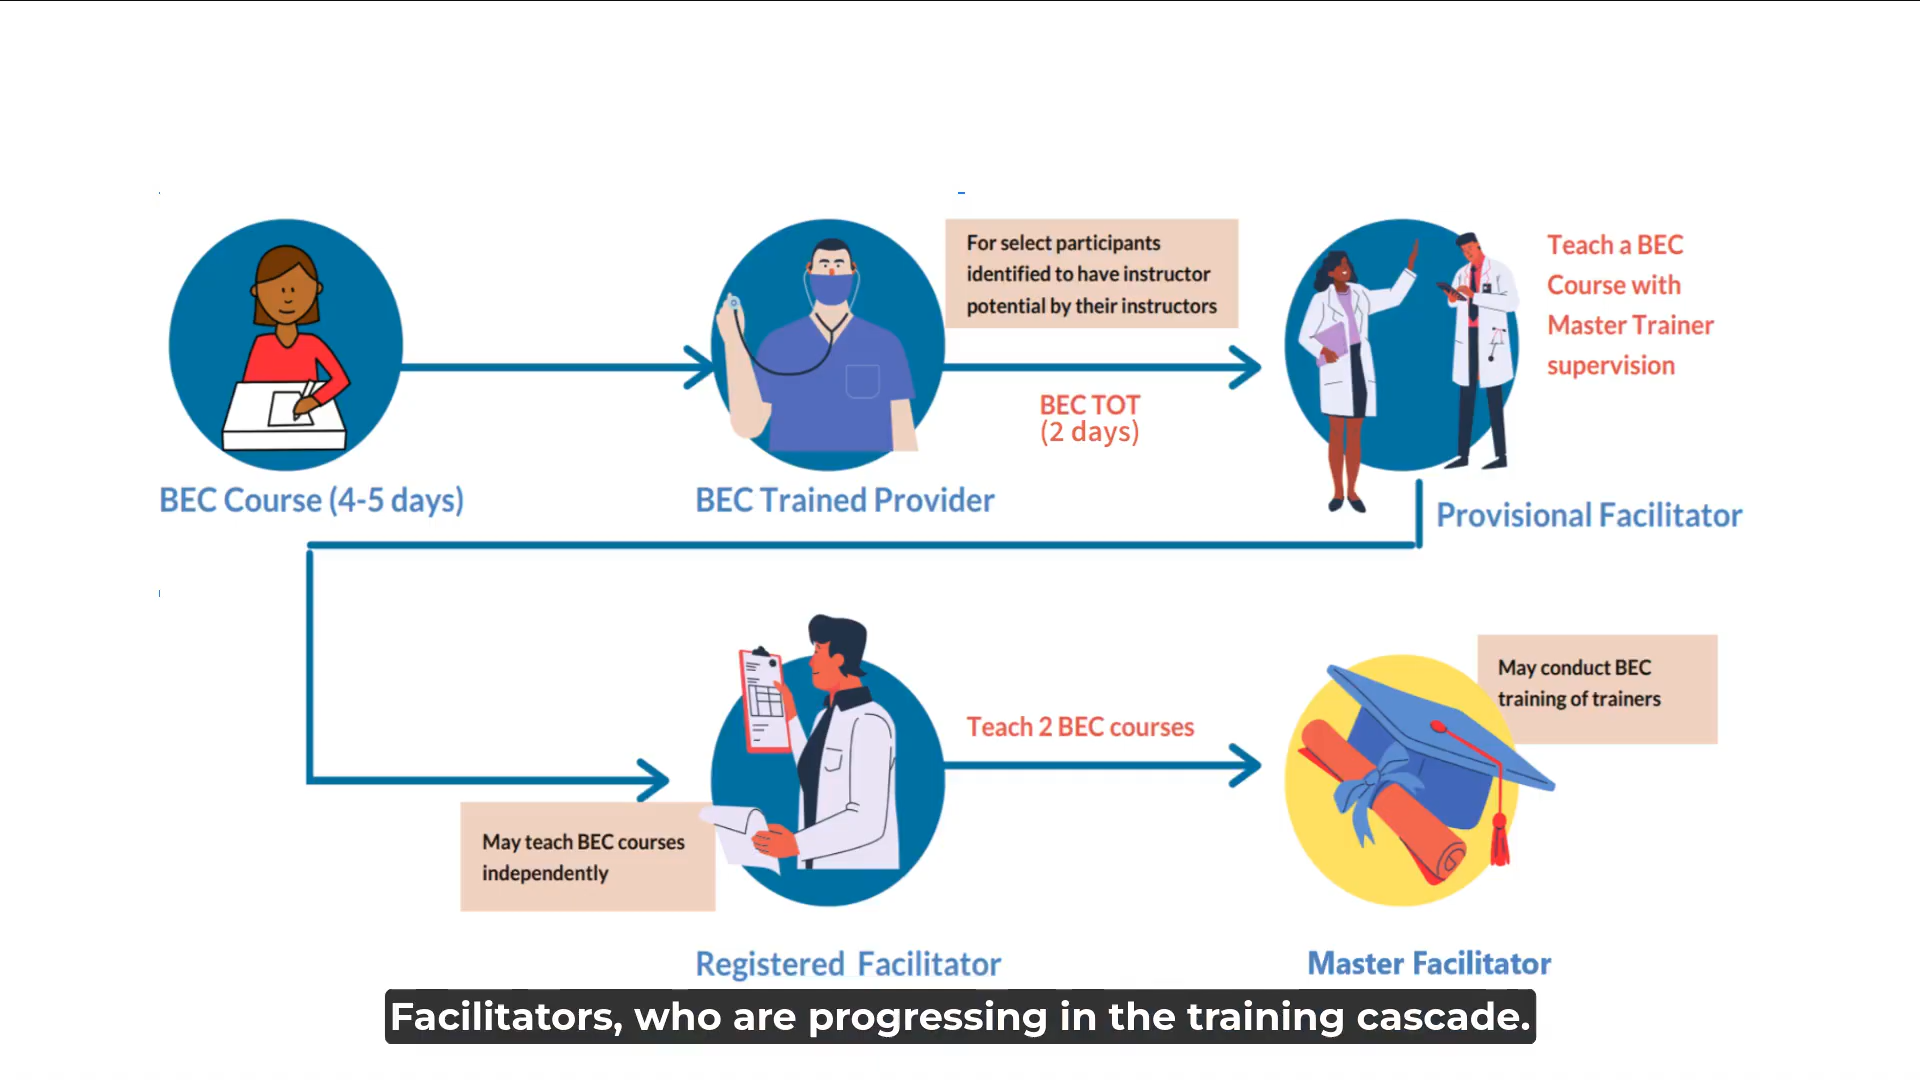 For select participants
identified to have instructor
potential by their instructors
Teach a BEC
Course with
Master Trainer
supervision
BEC TOT
(2 days)
BEC Course (4-5 days)
BEC Trained Provider
Provisional Facilitator
May conduct BEC
training of trainers
Teach 2 BEC courses
May teach BEC courses
independently
Registered Facilitator
Master Facilitator
Facilitators, who are progressing in the training cascade.